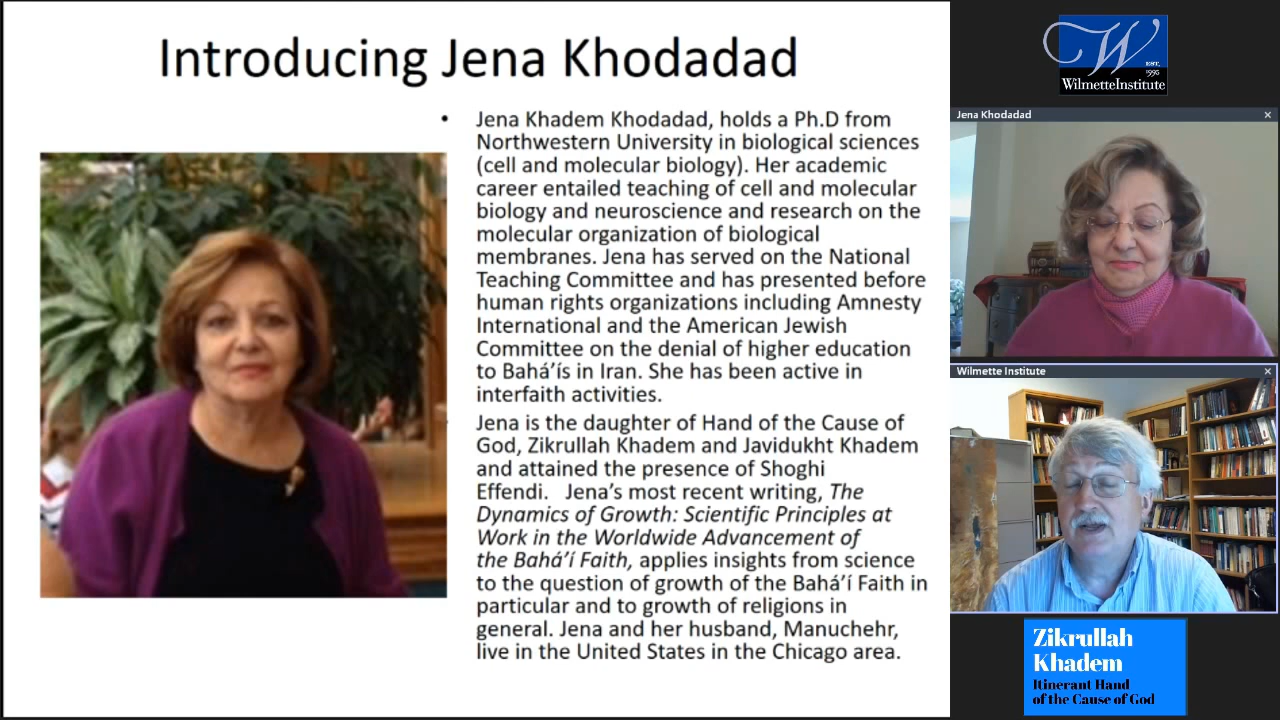 Introducing Jena Khodadad
• Jena Khadem Khodadad, holds a Ph.D from
Northwestern University in biological sciences
(cell and molecular biology). Her academic
career entailed teaching of cell and molecular
biology and neuroscience and research on the
molecular organization of biological
membranes. Jena has served on the National
Teaching Committee and has presented before
human rights organizations including Amnesty
International and the American Jewish
Committee on the denial of higher education
to Bahá’ís in Iran. She has been active in
interfaith activities.
Jena is the daughter of Hand of the Cause of
God, Zikrullah Khadem and Javidukht Khadem
and attained the presence of Shoghi
Effendi. Jena’s most recent writing, The
Dynamics of Growth: Scientific Principles at
Work in the Worldwide Advancement of
the Bahá’í Faith, applies insights from science
to the question of growth of the Bahá’í Faith in
particular and to growth of religions in
general. Jena and her husband, Manuchehr,
live in the United States in the Chicago area.
W
EST.
1995
WilmetteInstitute
Jena Khodadad
Wilmette Institute
Zikrullah
Khadem
Itinerant Hand
of the Cause of God